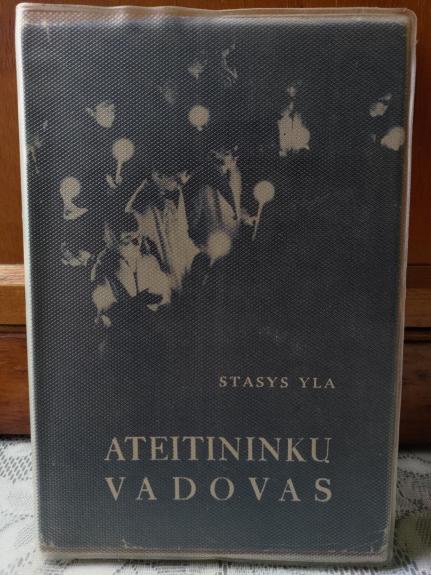 STASYS YLA
ATEITININKŲ
VADOVAS